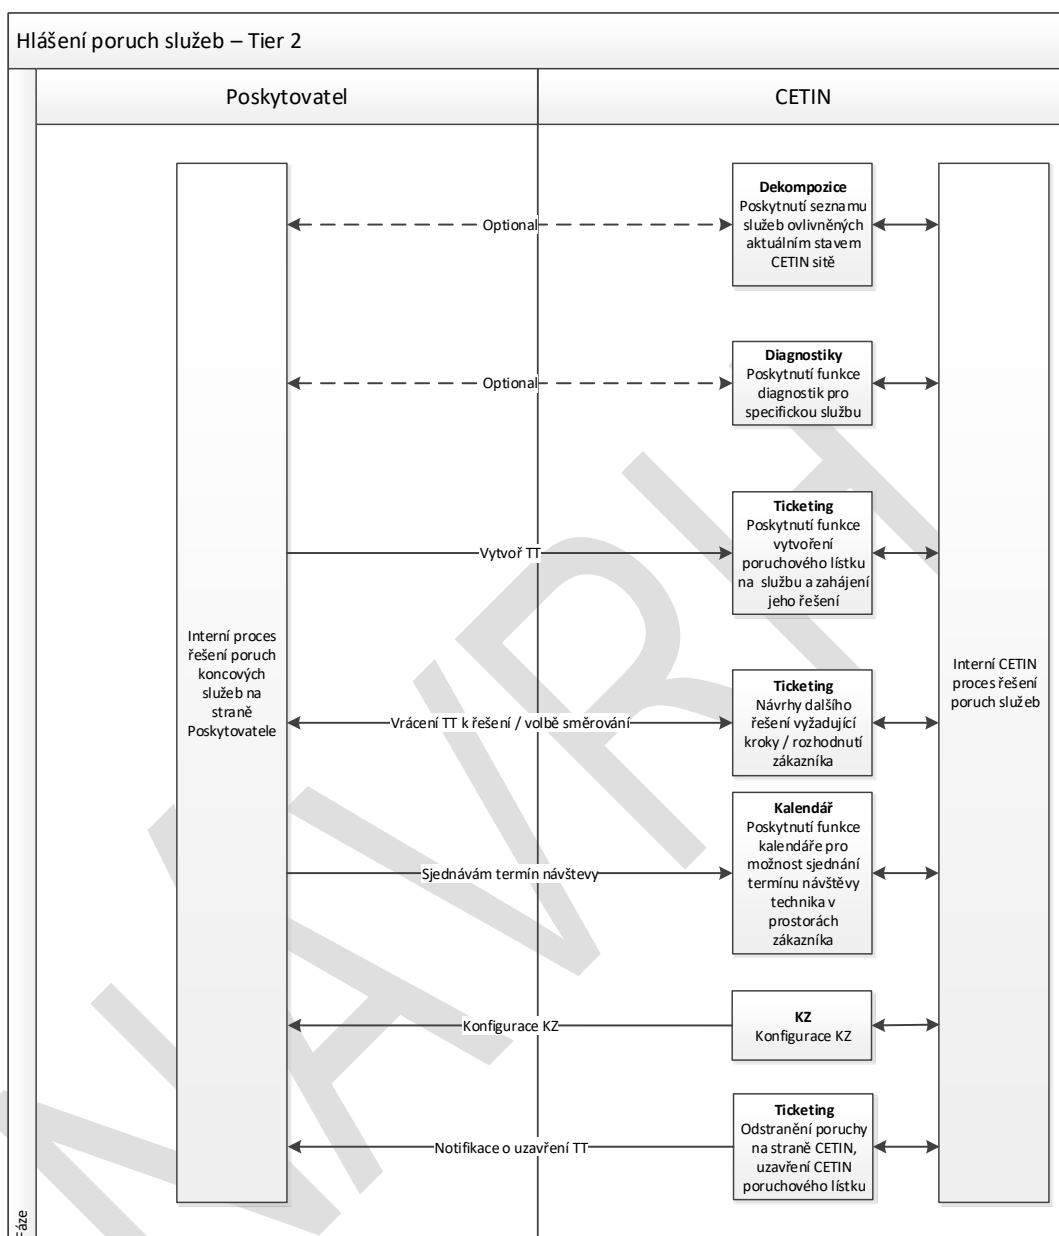 Hlášení poruch služeb – Tier 2
Poskytovatel
CETIN
Dekompozice
Poskytnutí seznamu
služeb ovlivněných
aktuálním stavem
CETIN sítě
Optional
Diagnostiky
Poskytnutí funkce
diagnostik pro
specifickou službu
Optional
Ticketing
Poskytnutí funkce
vytvoření
poruchového lístku
na službu a zahájení
jeho řešení
Vytvoř TT
Interní proces
řešení poruch
koncových
služeb na
straně
Poskytovatele
Interní CETIN
proces řešení
poruch služeb
Ticketing
Návrhy dalšího
řešení vyžadující
kroky / rozhodnutí
zákazníka
Vrácení TT k řešení / volbě směrování
Kalendář
Poskytnutí funkce
kalendáře pro
možnost sjednání
termínu návštěvy
technika v
prostorách
zákazníka
Sjednávám termín návštevy
KZ
Konfigurace KZ
Konfigurace KZ
Ticketing
Odstranění poruchy
na straně CETIN,
uzavření CETIN
poruchového lístku
Notifikace o uzavření TT
Fáze
NÁVRH